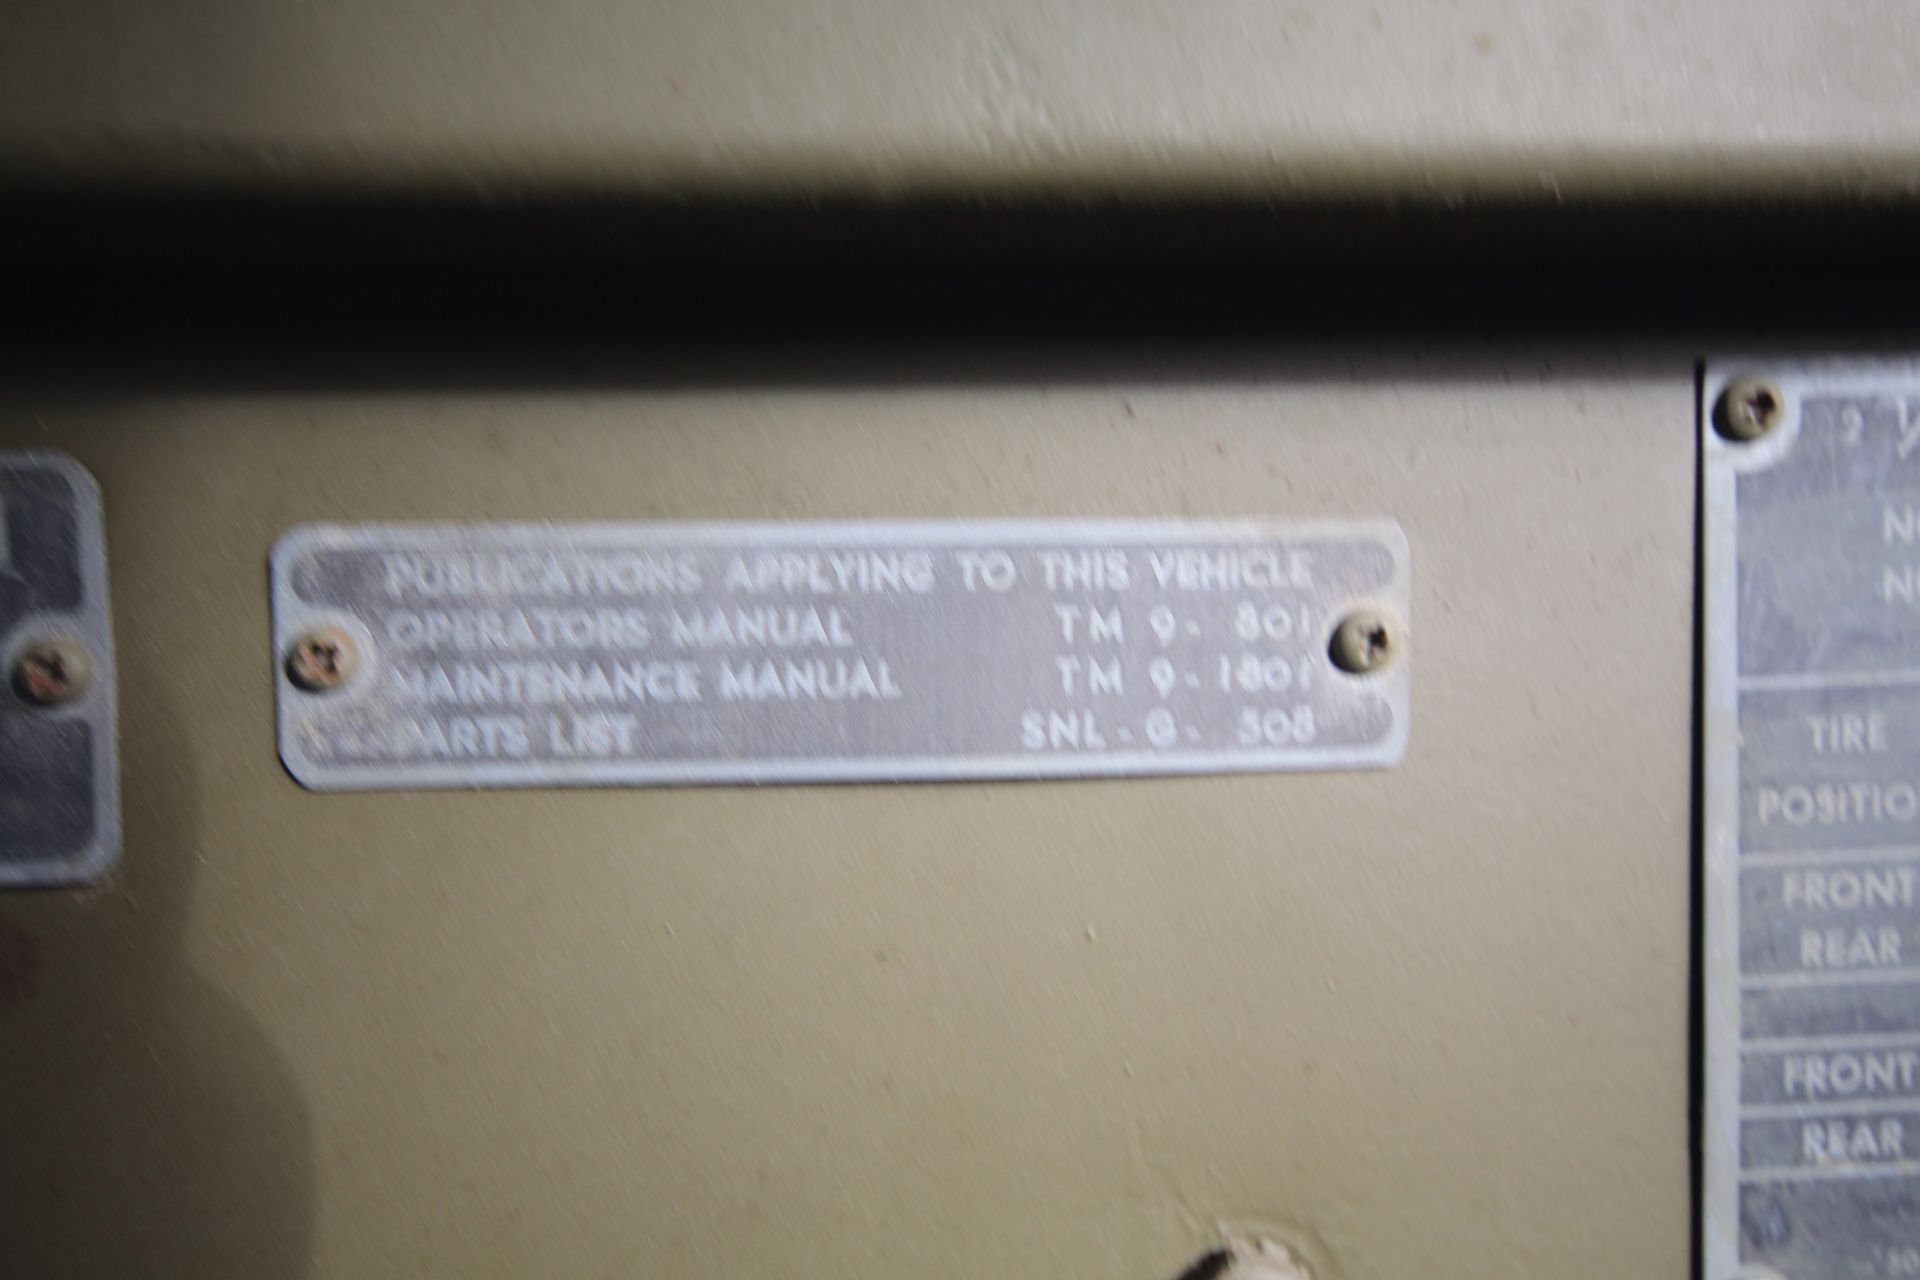 PUBLICATIONS APPLYING TO THIS VEHICLE
OPERATORS MANUAL TM 9- 801
MAINTENANCE MANUAL TM 9-1801
PARTS LIST SNL-G- 508
2
TIRE
FRONT
REAR
FRONT
REAR